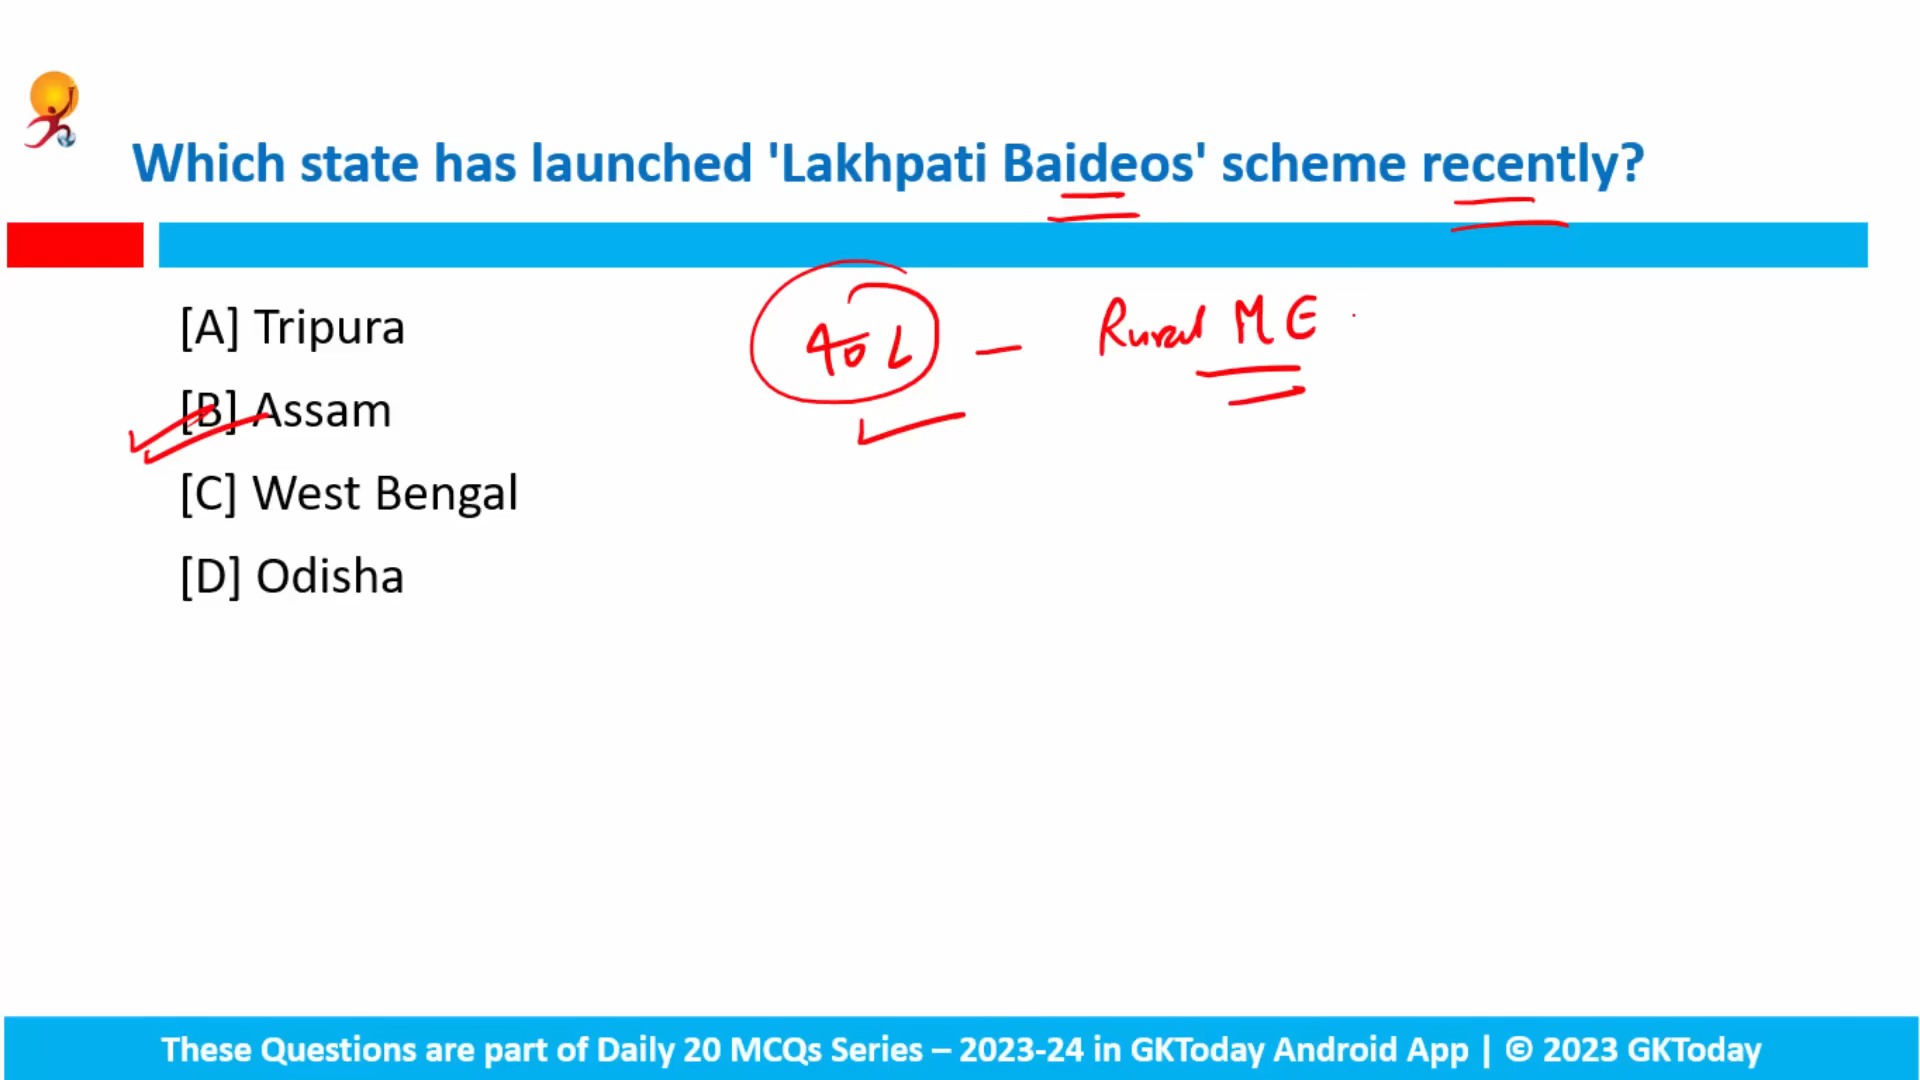 Which state has launched 'Lakhpati Baideos' scheme recently?
[A] Tripura
40L - Rural ME
[B] Assam
[C] West Bengal
[D] Odisha
These Questions are part of Daily 20 MCQs Series – 2023-24 in GKToday Android App | © 2023 GKToday